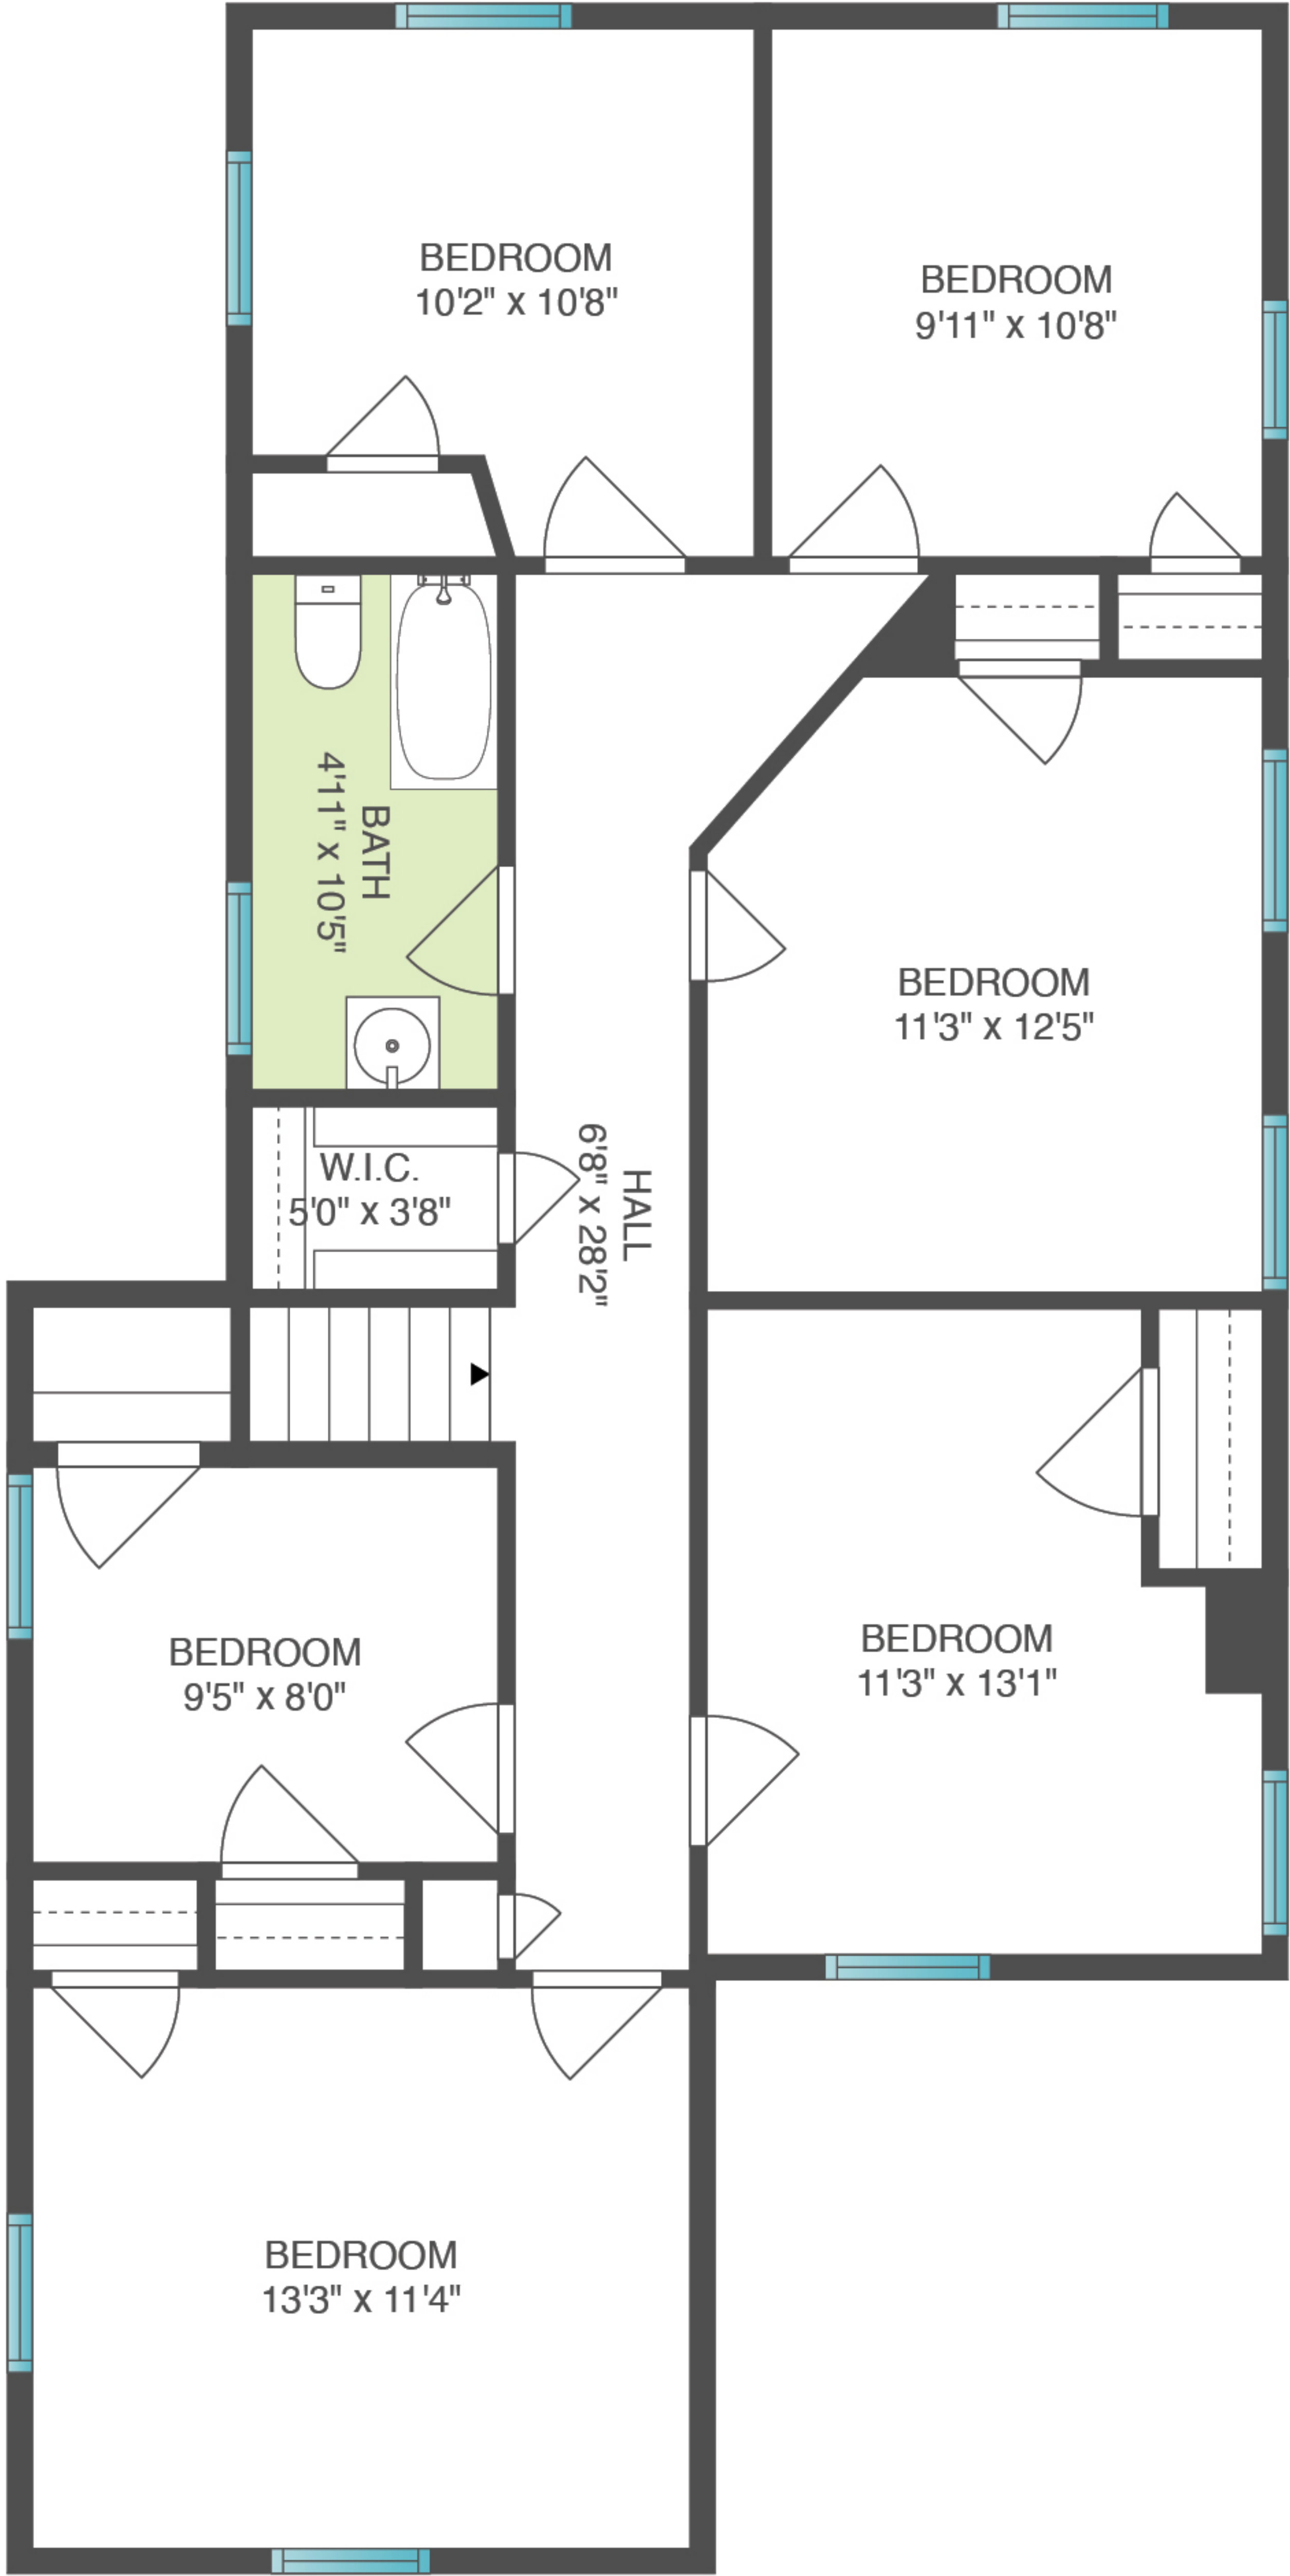 BEDROOM
10'2" x 10'8"
BEDROOM
9'11" x 10'8"
BATH
4'11" x 10'5"
BEDROOM
11'3" x 12'5"
W.I.C.
5'0" x 3'8"
HALL
6'8" x 28'2"
BEDROOM
9'5" x 8'0"
BEDROOM
11'3" x 13'1"
BEDROOM
13'3" x 11'4"